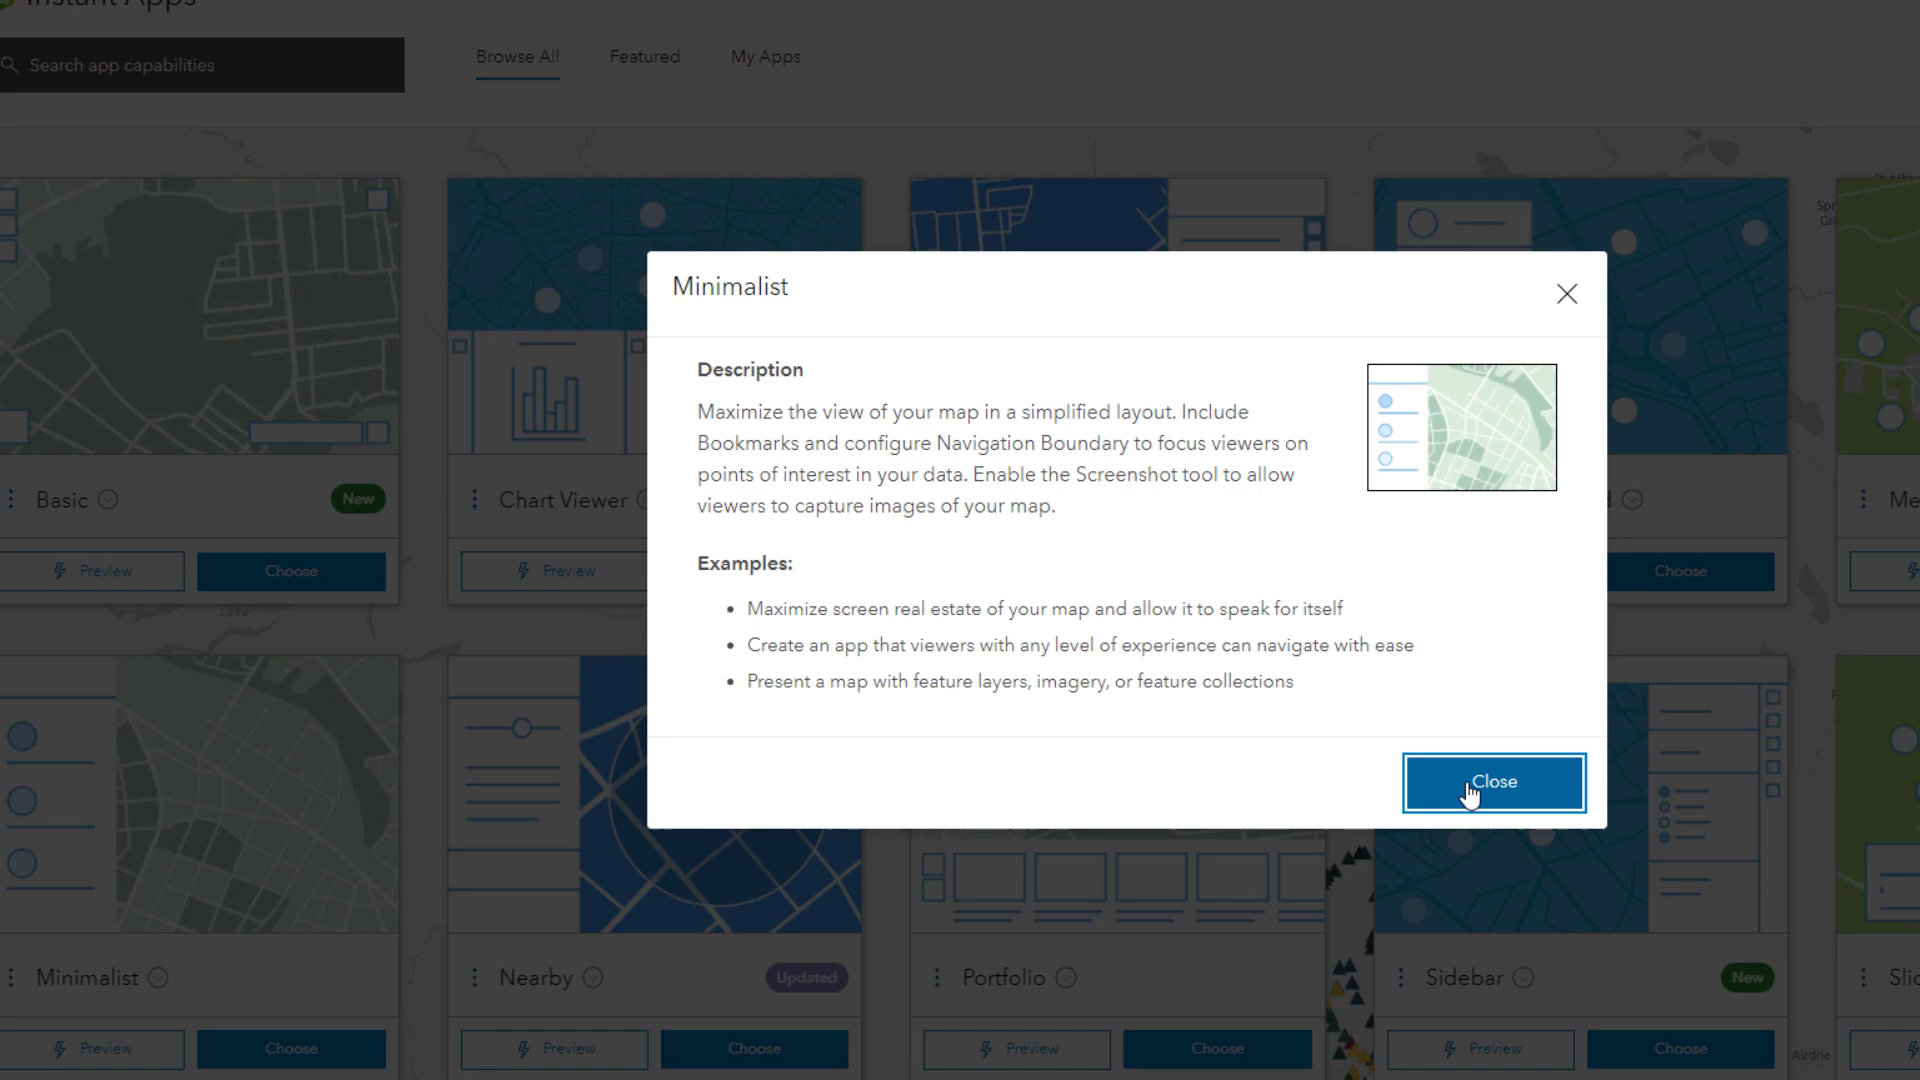 Instant Apps
Search app capabilities
Browse All
Featured
My Apps
Minimalist
Description
Maximize the view of your map in a simplified layout. Include
Bookmarks and configure Navigation Boundary to focus viewers on
points of interest in your data. Enable the Screenshot tool to allow
viewers to capture images of your map.
Examples:
• Maximize screen real estate of your map and allow it to speak for itself
• Create an app that viewers with any level of experience can navigate with ease
• Present a map with feature layers, imagery, or feature collections
Close
Basic
New
Chart Viewer
Preview
Choose
Preview
Choose
Lake
Minimalist
Nearby
Updated
Portfolio
Sidebar
New
Preview
Choose
Preview
Choose
Preview
Choose
Preview
Choose
Airdrie